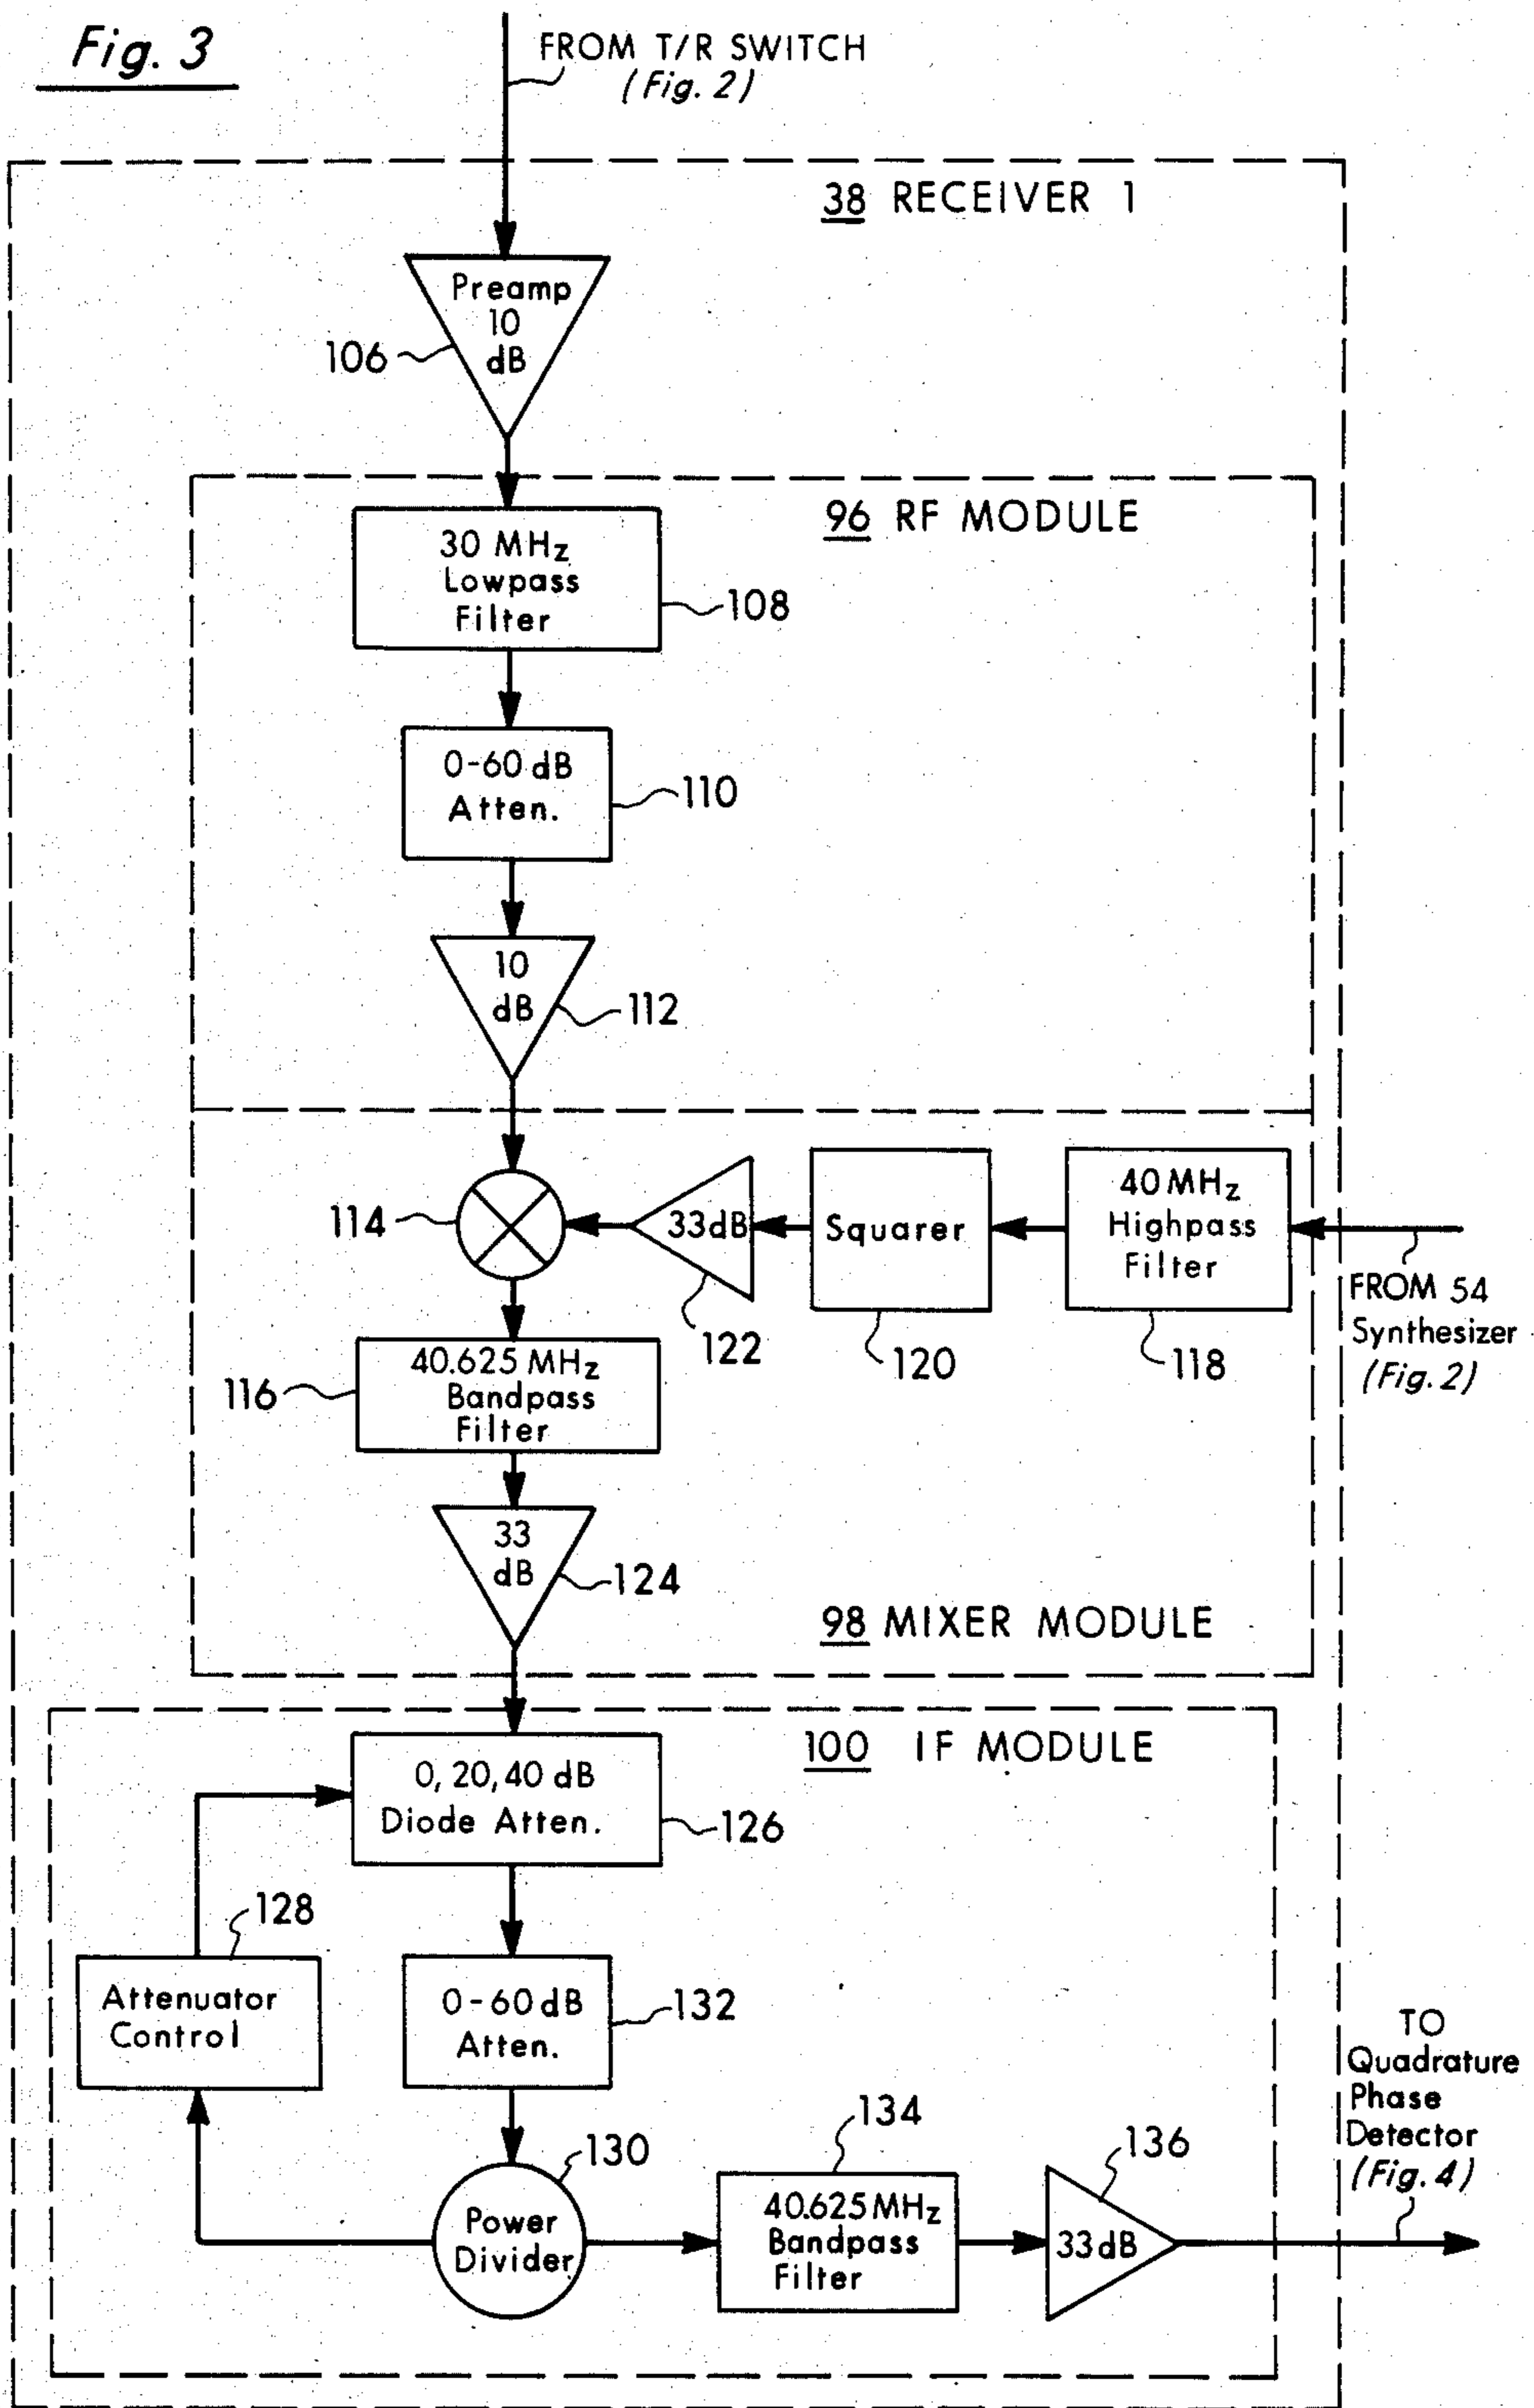 Fig. 3
FROM T/R SWITCH
(Fig. 2)
38 RECEIVER 1
Preamp
10
dB
106
96 RF MODULE
30 MHz
Lowpass
Filter
108
0-60 dB
Atten.
110
10
dB
112
114
33dB
122
Squarer
120
40 MHz
Highpass
Filter
118
FROM 54
Synthesizer
(Fig. 2)
40.625 MHz
Bandpass
Filter
116
33
dB
124
98 MIXER MODULE
100 IF MODULE
0, 20, 40 dB
Diode Atten.
126
128
Attenuator
Control
0-60 dB
Atten.
132
130
Power
Divider
134
40.625 MHz
Bandpass
Filter
136
33dB
TO
Quadrature
Phase
Detector
(Fig. 4)